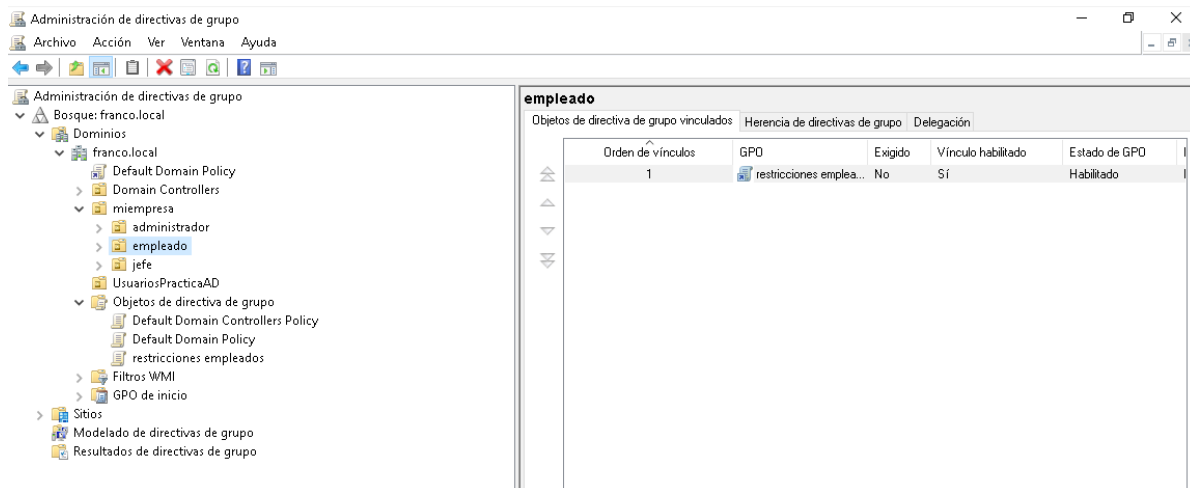 Administración de directivas de grupo
Archivo Acción Ver Ventana Ayuda
Administración de directivas de grupo
Bosque: franco.local
Dominios
franco.local
Default Domain Policy
Domain Controllers
miempresa
administrador
empleado
jefe
UsuariosPracticaAD
Objetos de directiva de grupo
Default Domain Controllers Policy
Default Domain Policy
restricciones empleados
Filtros WMI
GPO de inicio
Sitios
Modelado de directivas de grupo
Resultados de directivas de grupo
empleado
Objetos de directiva de grupo vinculados Herencia de directivas de grupo Delegación
Orden de vínculos GPO Exigido Vínculo habilitado Estado de GPO
1 restricciones emplea... No Sí Habilitado